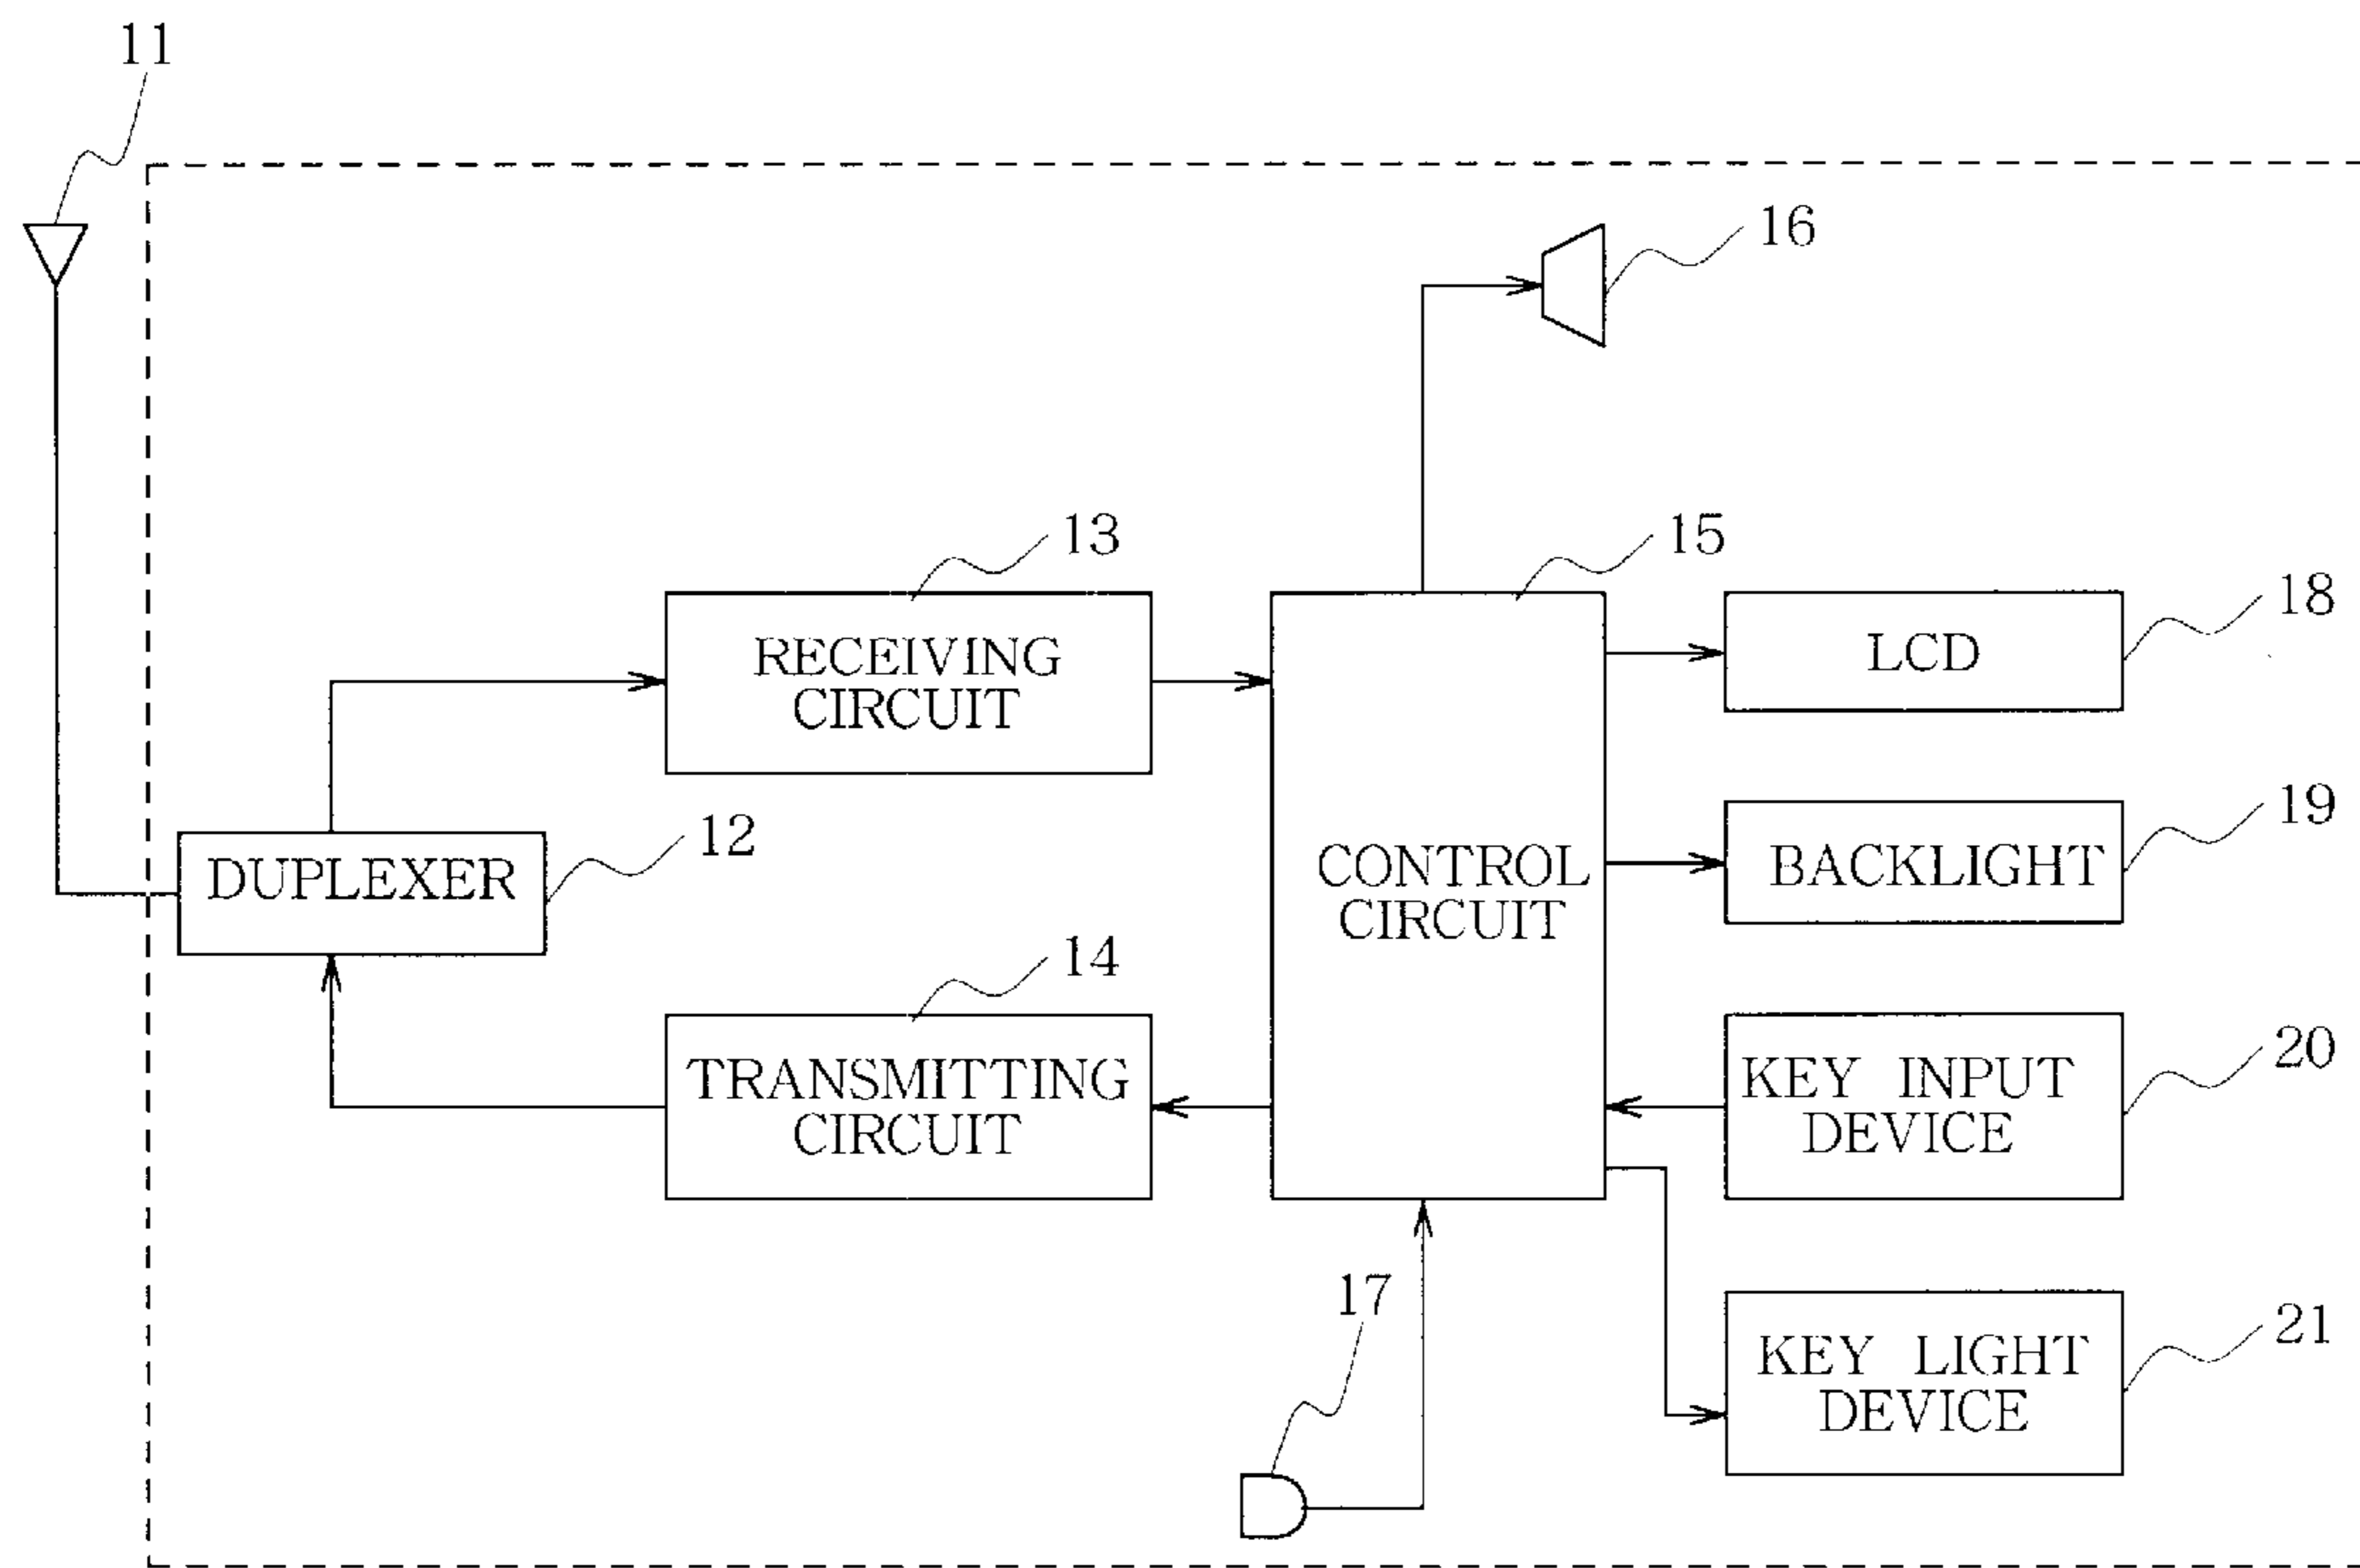 11
16
13
15
RECEIVING
CIRCUIT
LCD
18
DUPLEXER
12
CONTROL
CIRCUIT
BACKLIGHT
19
14
TRANSMITTING
CIRCUIT
KEY INPUT
DEVICE
20
17
KEY LIGHT
DEVICE
21